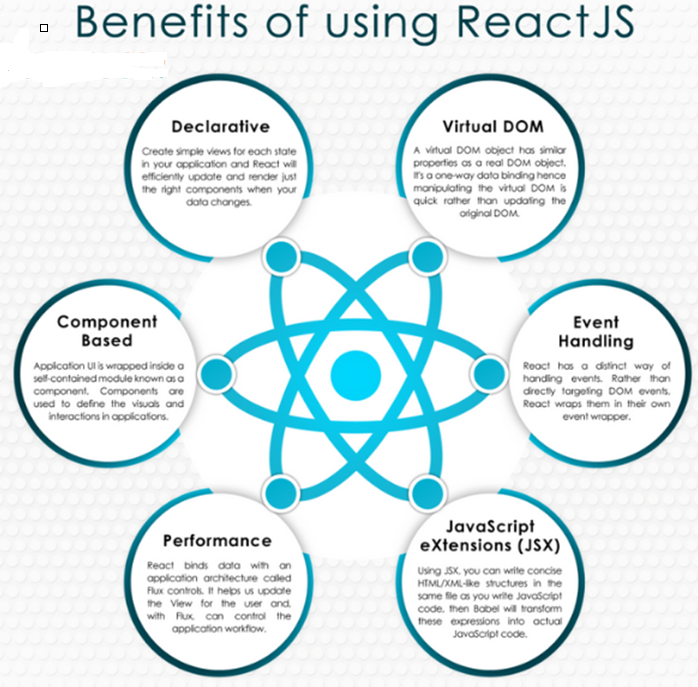 Benefits of using ReactJS
Declarative
Create simple views for each state
in your application and React will
efficiently update and render just
the right components when your
data changes.
Virtual DOM
A virtual DOM object has similar
properties as a real DOM object.
It's a one-way data binding hence
manipulating the virtual DOM is
quick rather than updating the
original DOM.
Component
Based
Application UI is wrapped inside a
self-contained module known as a
component. Components are
used to define the visuals and
interactions in applications.
Event
Handling
React has a distinct way of
handling events. Rather than
directly targeting DOM events,
React wraps them in their own
event wrapper.
Performance
React binds data with an
application architecture called
Flux controls. It helps us update
the View for the user and,
with Flux, can control the
application workflow.
JavaScript
eXtensions (JSX)
Using JSX, you can write concise
HTML/XML-like structures in the
same file as you write JavaScript
code, then Babel will transform
these expressions into actual
JavaScript code.